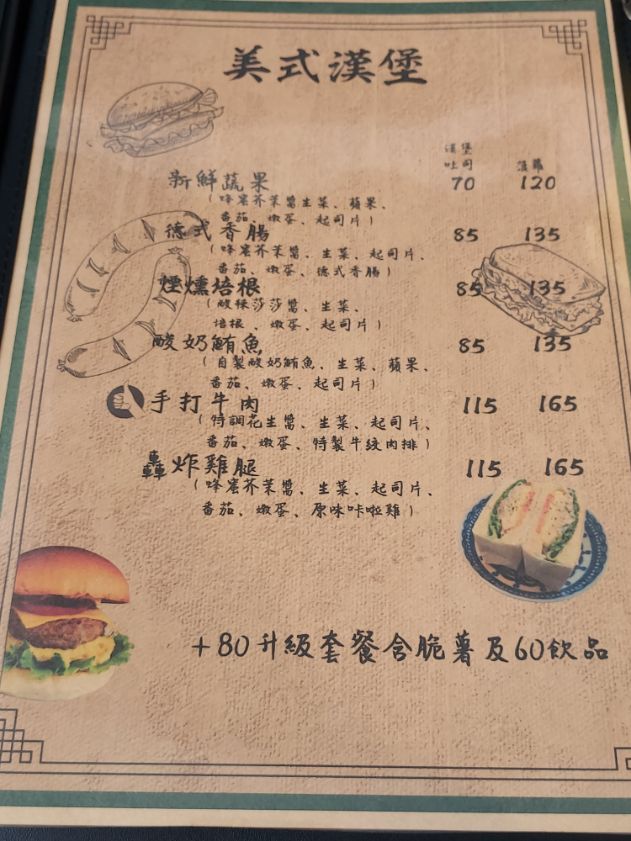 美式漢堡
漢堡
吐司 菠蘿
新鮮蔬果 70 120
(蜂蜜芥茉醬生菜、蘋果、
番茄、嫩蛋、起司片)
德式香腸 85 135
(蜂蜜芥茉醬、生菜、起司片、
番茄、嫩蛋、德式香腸)
煙燻培根 85 135
(酸辣莎莎醬、生菜、
培根、嫩蛋、起司片)
酸奶鮪魚 85 135
(自製酸奶鮪魚、生菜、蘋果、
番茄、嫩蛋、起司片)
手打牛肉 115 165
(特調花生醬、生菜、起司片、
番茄、嫩蛋、特製牛絞肉排)
轟炸雞腿 115 165
(蜂蜜芥茉醬、生菜、起司片、
番茄、嫩蛋、原味咔啦雞)
+80升級套餐含脆薯及60飲品